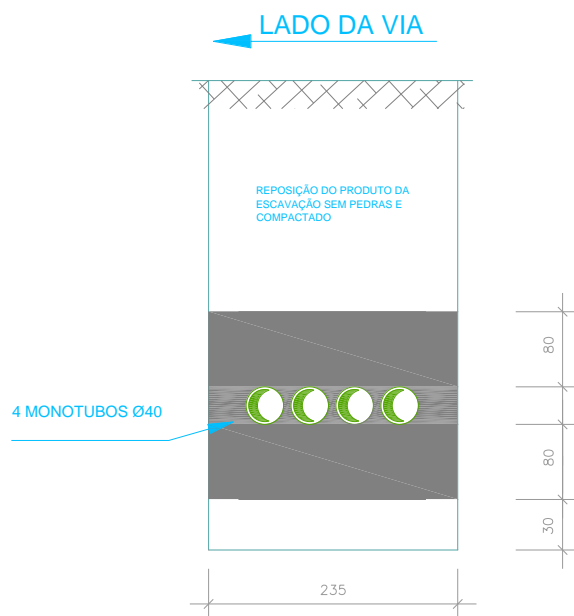 LADO DA VIA
REPOSIÇÃO DO PRODUTO DA
ESCAVAÇÃO SEM PEDRAS E
COMPACTADO
80
4 MONOTUBOS Ø40
80
30
235